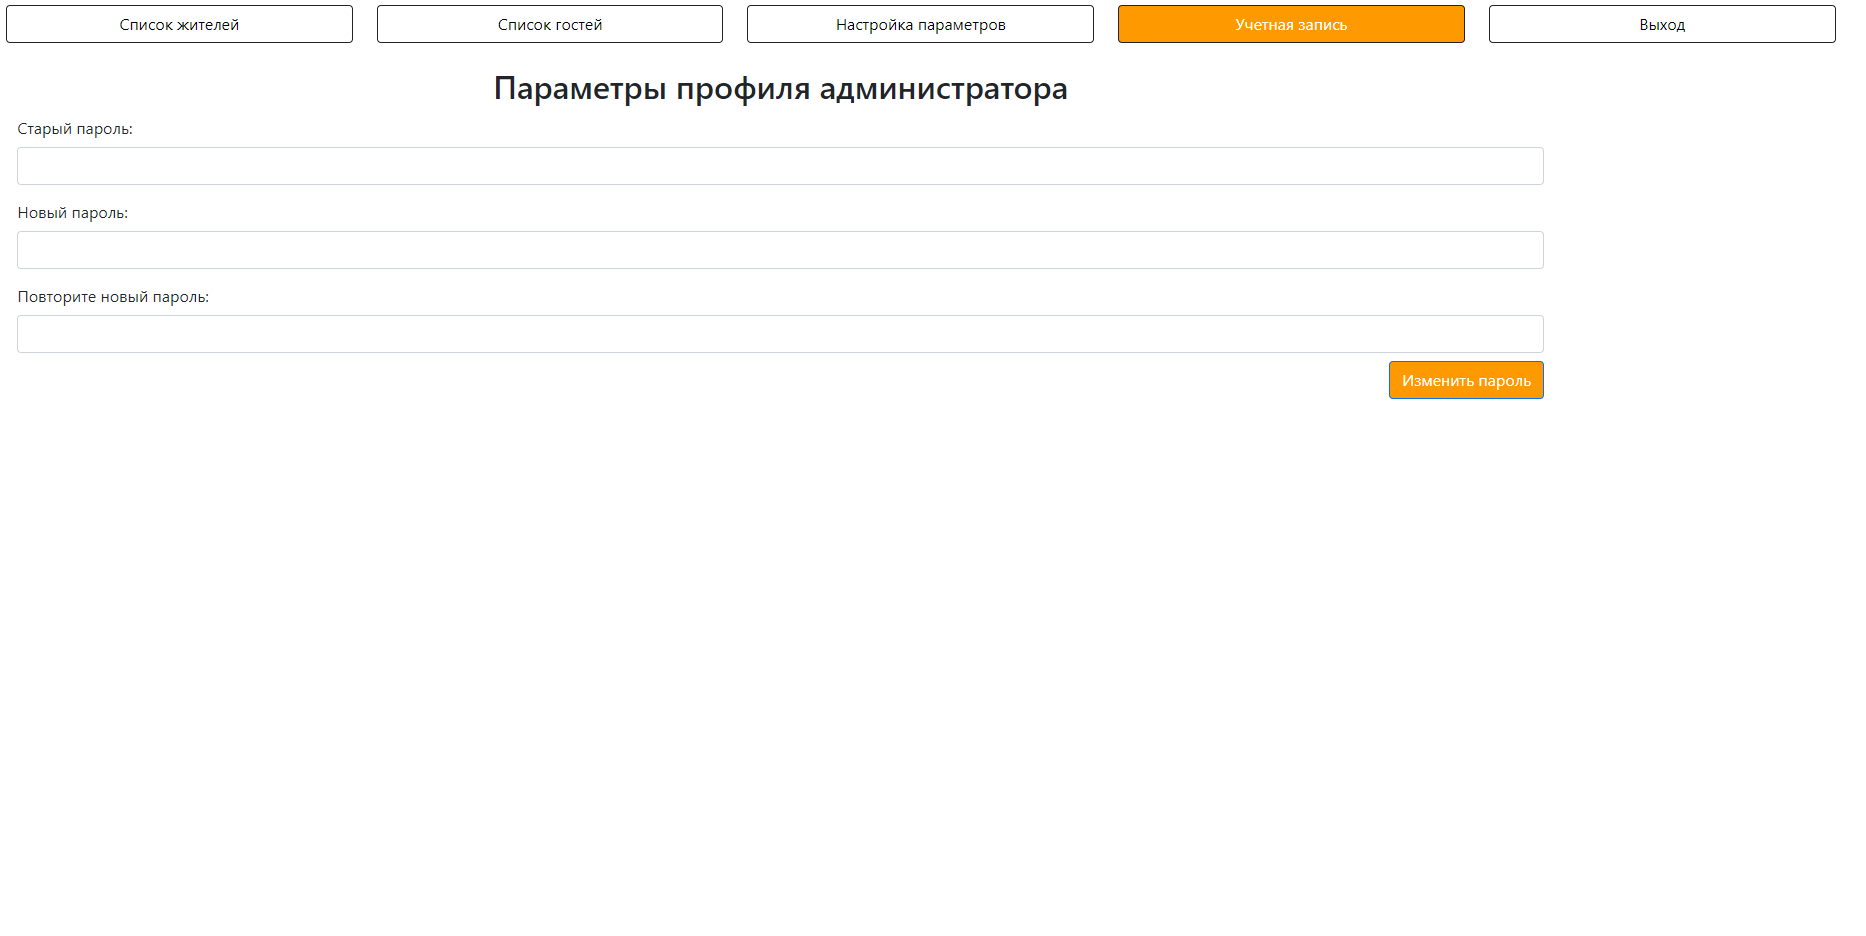 Список жителей
Список гостей
Настройка параметров
Учетная запись
Выход
Параметры профиля администратора
Старый пароль:
Новый пароль:
Повторите новый пароль:
Изменить пароль